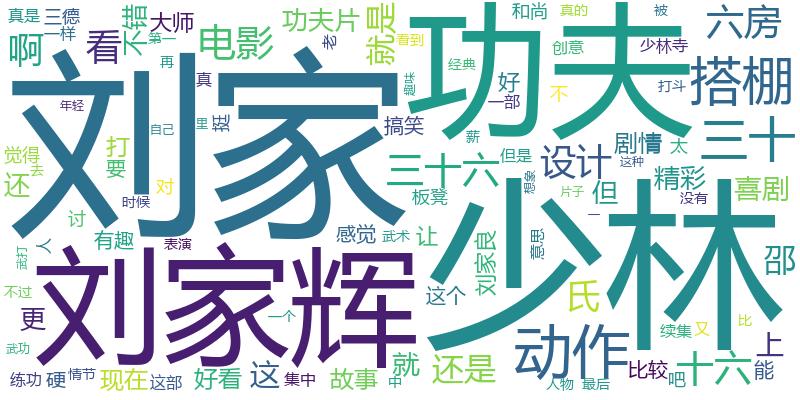 真是
三德
一样
不错
大师
第一
再
功夫片
老
就是
看到
和尚
真的
被
六房
啊
看
电影
真
挺
好
一部
创意
少林寺
经典
趣味
不
打斗
搭棚
刘家
功夫
年轻
里
自己
搞笑
薪
剧情
太
三十
觉得
去
打
要
还
对
时候
三十六
但是
板凳
想象
设计
但
这种
精彩
没有
喜剧
片子
一
讨
人
有趣
表演
感觉
武术
让
刘家良
意思
少林
邵氏
武打
不过
更
刘家辉
这个
一个
武功
练功
硬
情节
现在
这部
好看
这
集中
故事
中
就
还是
动作
人物
最后
比较
吧
续集
又
比
十六
上
能